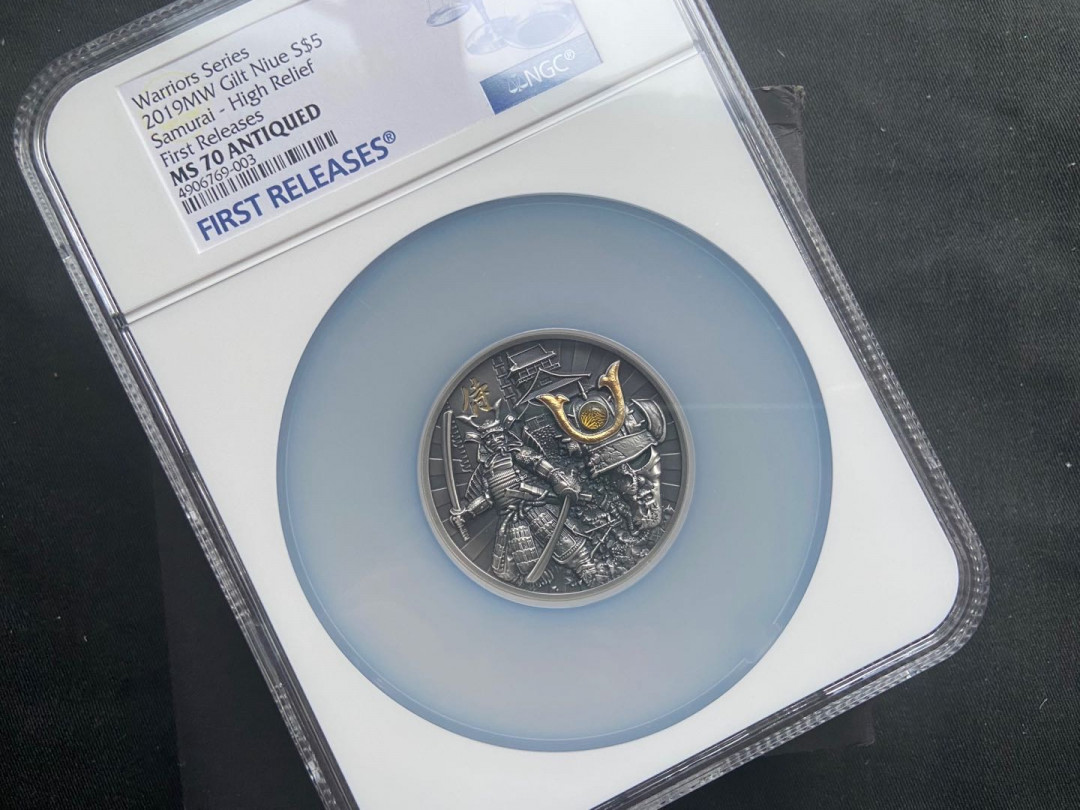 Warriors Series
2019MW Gilt Niue S$5
Samurai - High Relief
First Releases
MS 70 ANTIQUED
4906769-003
FIRST RELEASES®
NGC®
侍